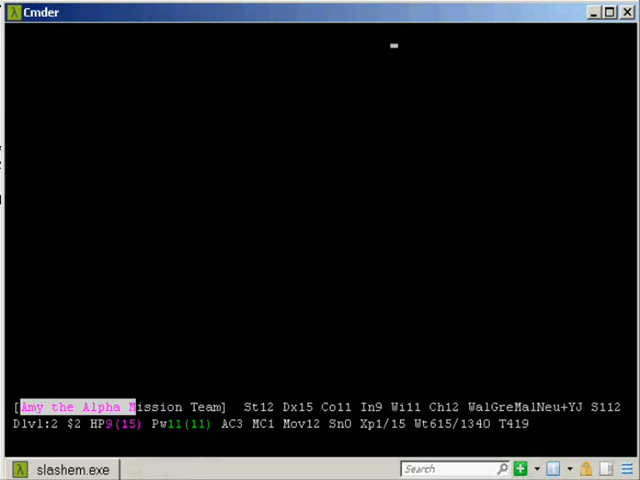 Cmder
[Amy the Alpha Mission Team] St12 Dx15 Co11 In9 Wi11 Ch12 WalGreMalNeu+YJ S112
Dlvl:2 $2 HP9(15) Pw11(11) AC3 MC1 Mov12 Sn0 Xp1/15 Wt615/1340 T419
slashem.exe
Search